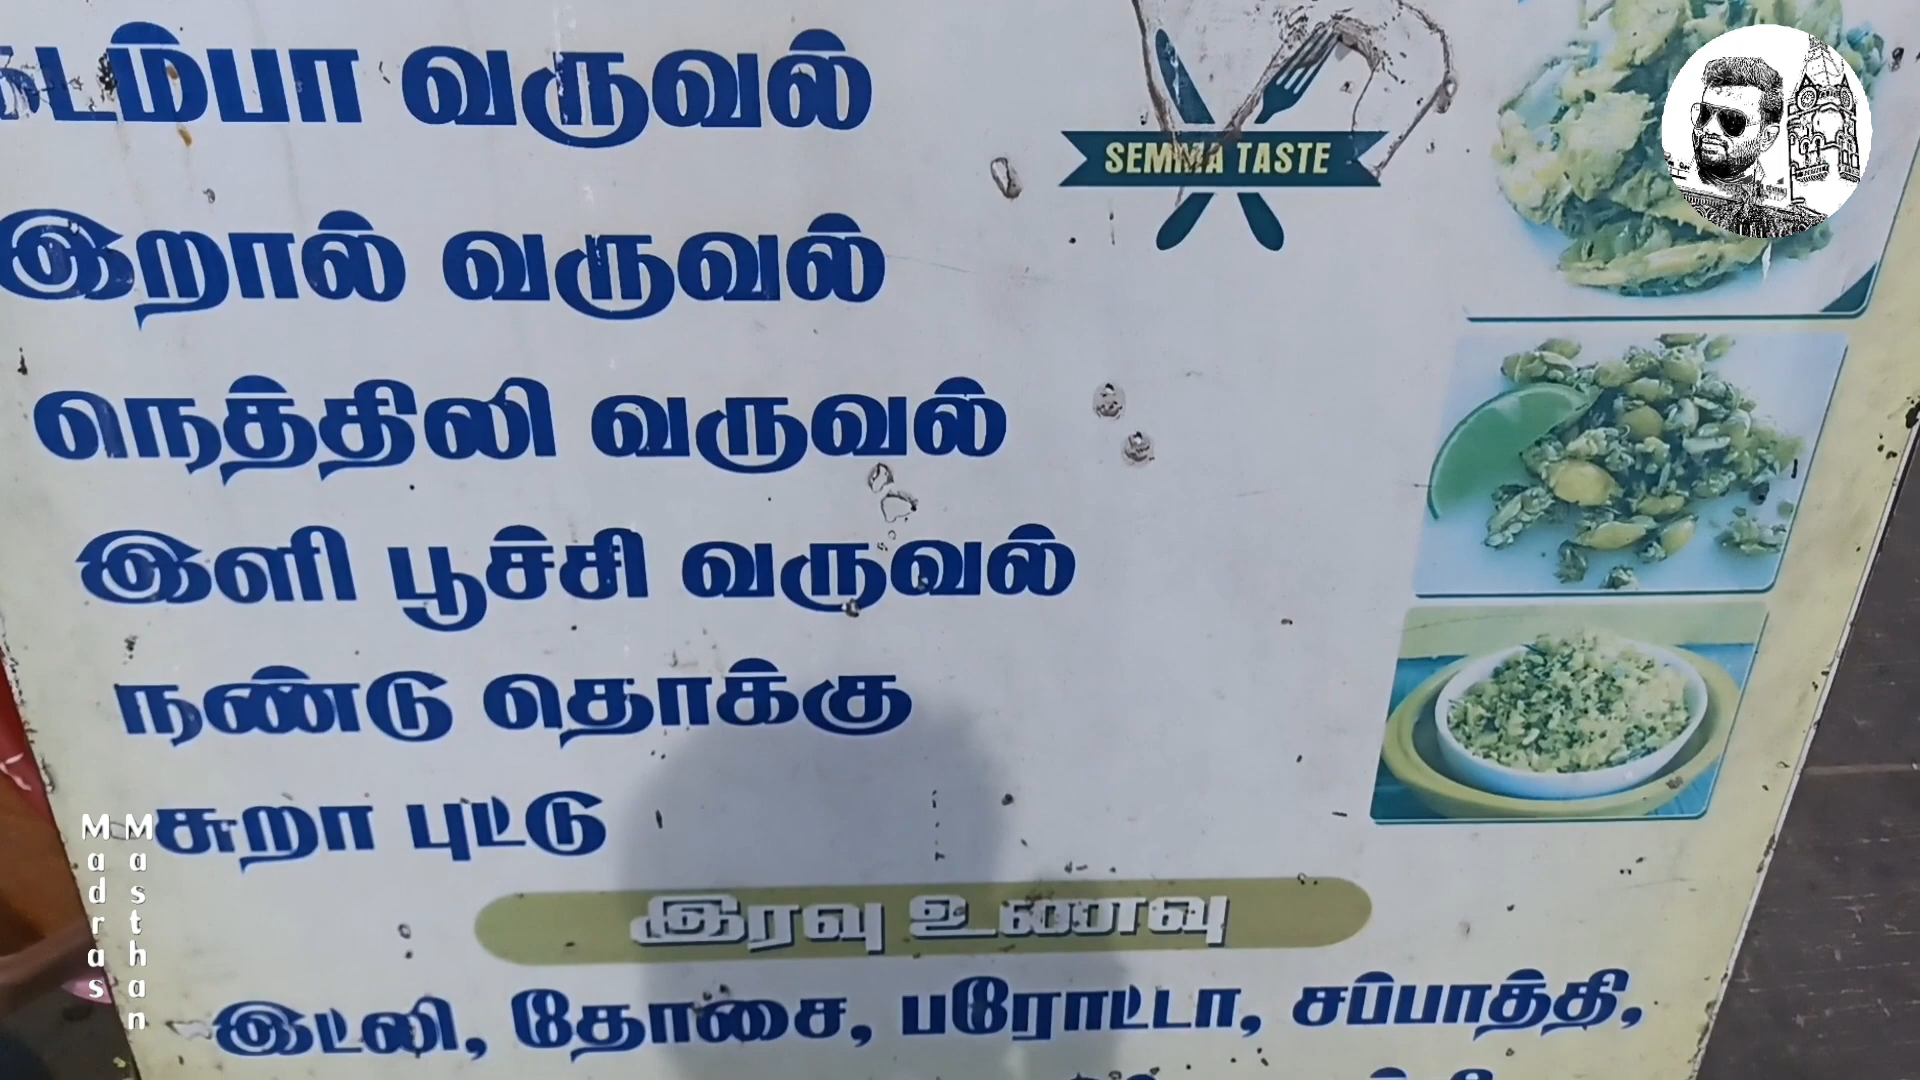 கடம்பா வருவல்
SEMMA TASTE
இறால் வருவல்
நெத்திலி வருவல்
இளி பூச்சி வருவல்
நண்டு தொக்கு
சுறா புட்டு
இரவு உணவு
இட்லி, தோசை, பரோட்டா, சப்பாத்தி,
Madras
Masthan